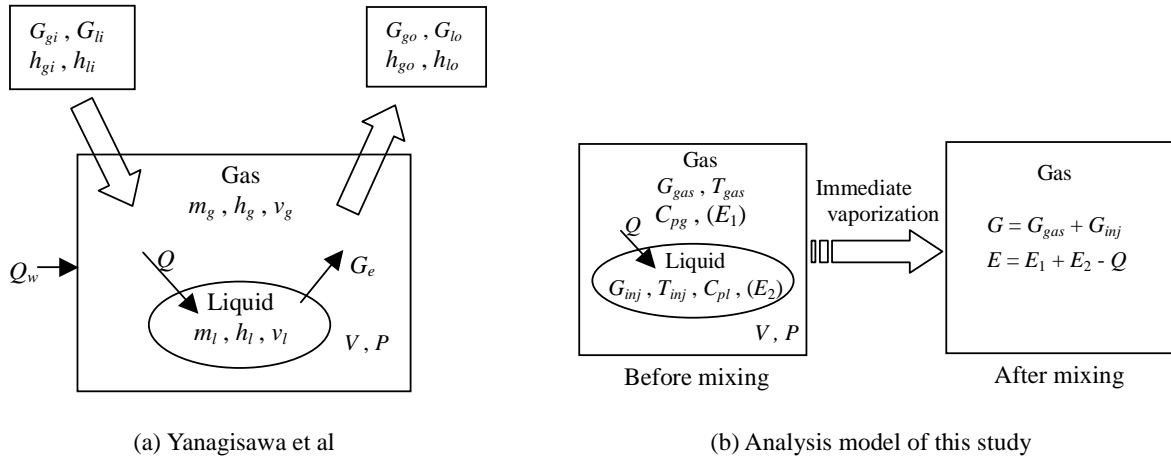 G_gi , G_li
h_gi , h_li
G_go , G_lo
h_go , h_lo
Gas
m_g , h_g , v_g
Q_w
Q
G_e
Liquid
m_l , h_l , v_l
V , P
(a) Yanagisawa et al
Gas
G_gas , T_gas
C_pg , (E_1)
Q
Liquid
G_inj , T_inj , C_pl , (E_2)
V , P
Before mixing
Immediate
vaporization
Gas
G = G_gas + G_inj
E = E_1 + E_2 - Q
After mixing
(b) Analysis model of this study